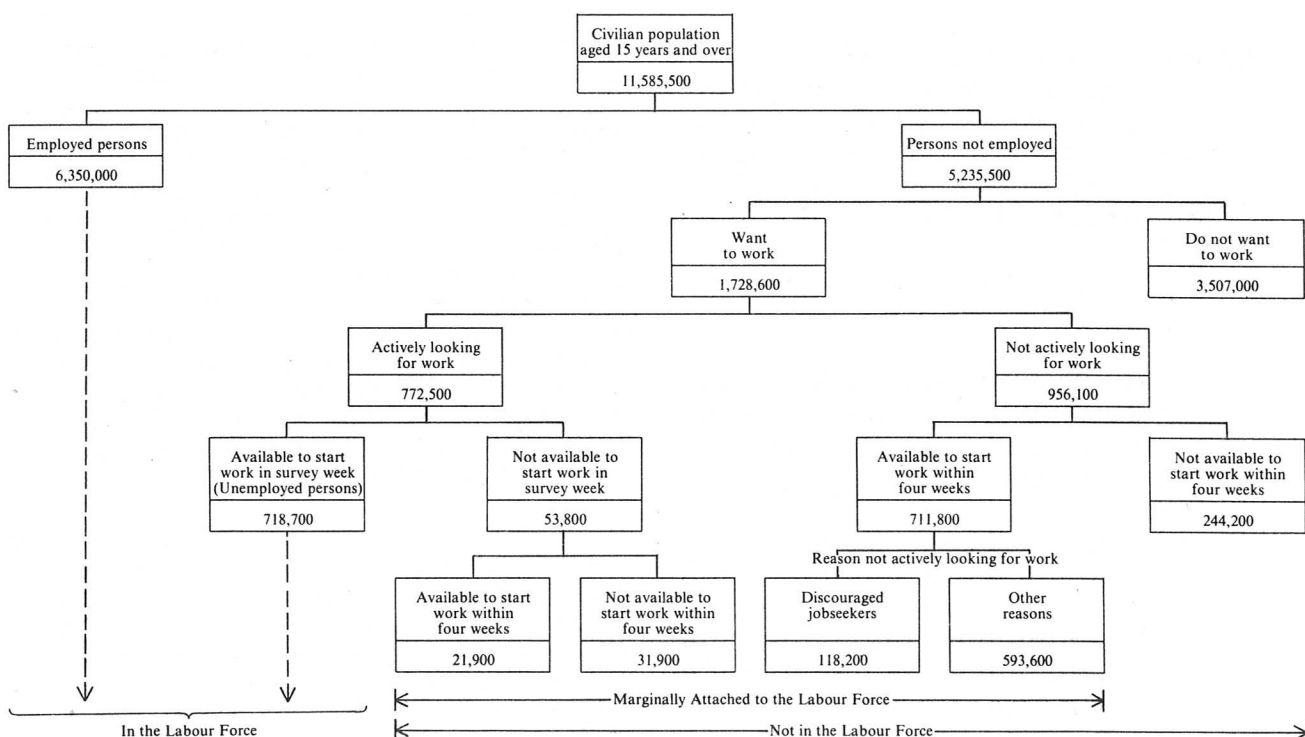 Civilian population
aged 15 years and over
11,585,500
Employed persons
6,350,000
Persons not employed
5,235,500
Want
to work
1,728,600
Do not want
to work
3,507,000
Actively looking
for work
772,500
Not actively looking
for work
956,100
Available to start
work in survey week
(Unemployed persons)
718,700
Not available to
start work in
survey week
53,800
Available to start
work within
four weeks
711,800
Not available to
start work within
four weeks
244,200
Reason not actively looking for work
Available to start
work within
four weeks
21,900
Not available to
start work within
four weeks
31,900
Discouraged
jobseekers
118,200
Other
reasons
593,600
Marginally Attached to the Labour Force
In the Labour Force
Not in the Labour Force